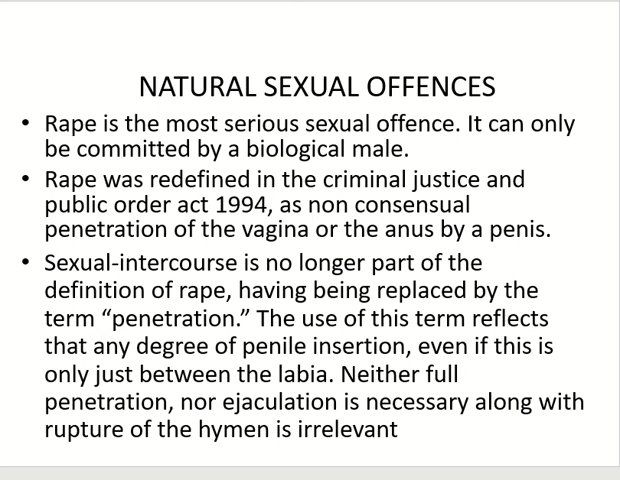 NATURAL SEXUAL OFFENCES
• Rape is the most serious sexual offence. It can only
be committed by a biological male.
• Rape was redefined in the criminal justice and
public order act 1994, as non consensual
penetration of the vagina or the anus by a penis.
• Sexual-intercourse is no longer part of the
definition of rape, having being replaced by the
term “penetration.” The use of this term reflects
that any degree of penile insertion, even if this is
only just between the labia. Neither full
penetration, nor ejaculation is necessary along with
rupture of the hymen is irrelevant